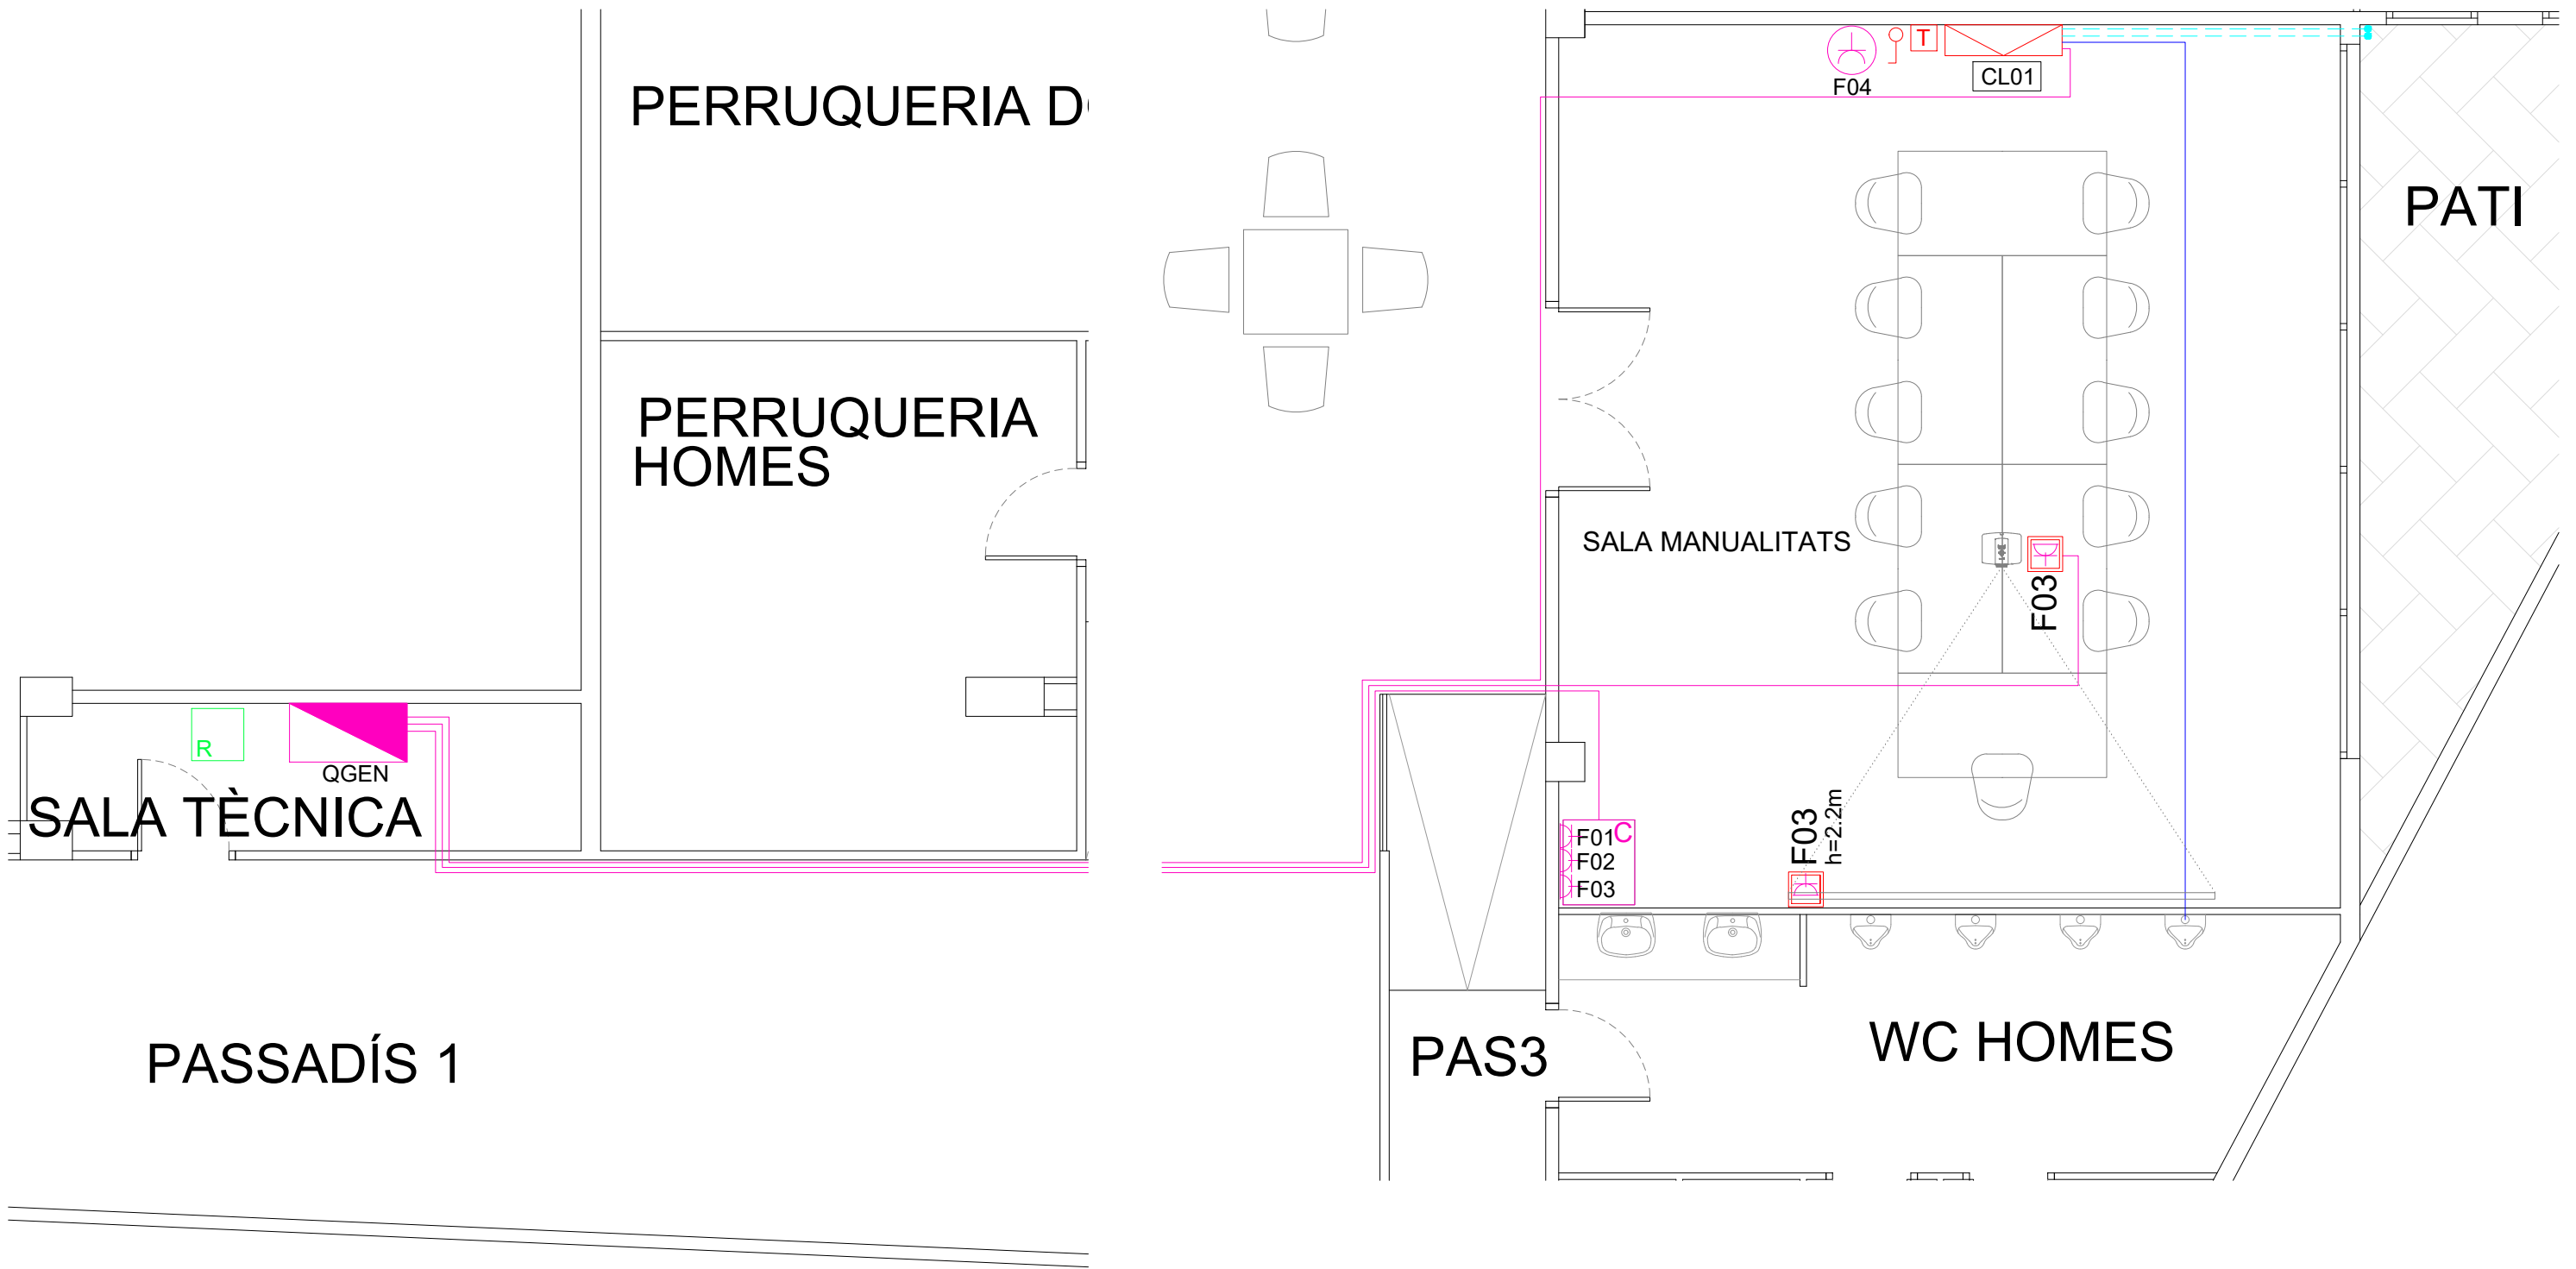 PERRUQUERIA D
PERRUQUERIA
HOMES
R
QGEN
SALA TÈCNICA
PASSADÍS 1
F04
T
CL01
PATI
SALA MANUALITATS
F03
F03
h=2.2m
F01
C
F02
F03
PAS3
WC HOMES